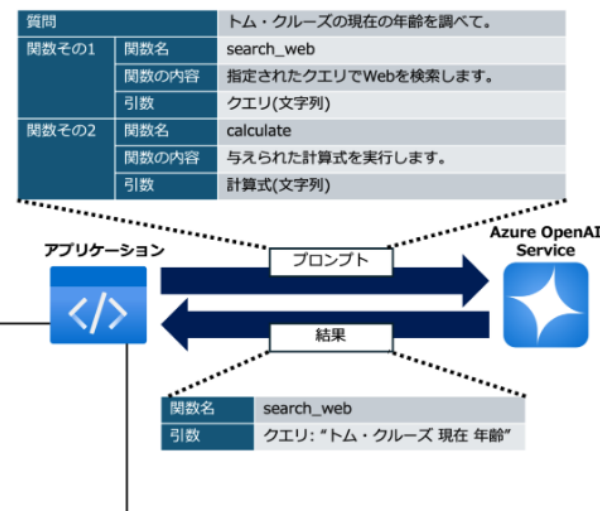 質問 トム・クルーズの現在の年齢を調べて。
関数その1 関数名 search_web
関数の内容 指定されたクエリでWebを検索します。
引数 クエリ(文字列)
関数その2 関数名 calculate
関数の内容 与えられた計算式を実行します。
引数 計算式(文字列)
アプリケーション
プロンプト
Azure OpenAI
Service
</>
結果
関数名 search_web
引数 クエリ: “トム・クルーズ 現在 年齢”